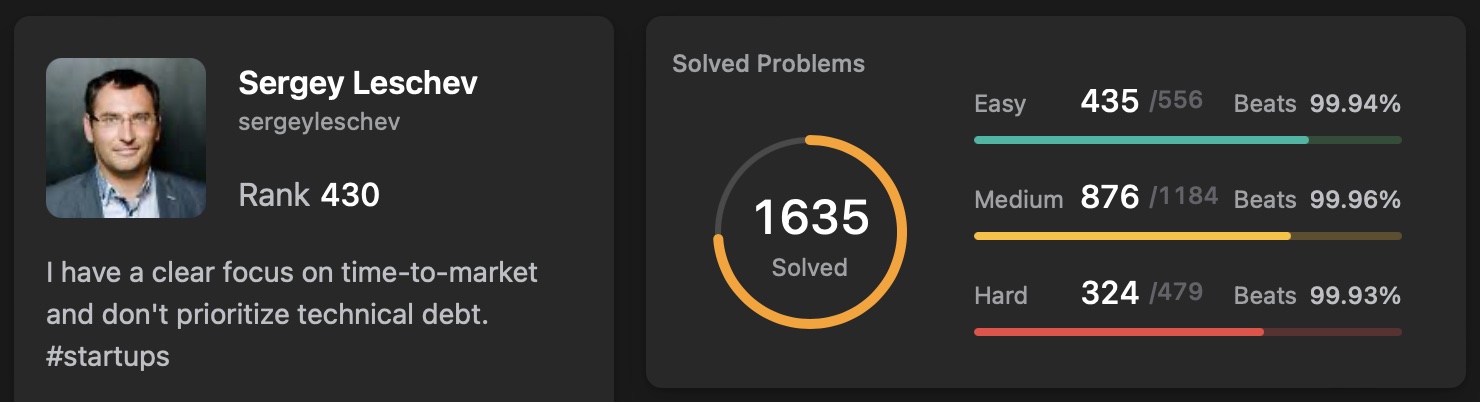 Sergey Leschev
sergeyleschev
Rank 430
I have a clear focus on time-to-market
and don't prioritize technical debt.
#startups
Solved Problems
1635
Solved
Easy 435 /556 Beats 99.94%
Medium 876 /1184 Beats 99.96%
Hard 324 /479 Beats 99.93%